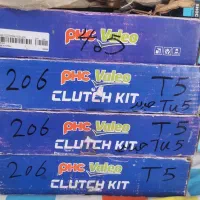 PHC Valeo
405
206 PHC Valeo T5
CLUTCH KIT TU5
206 PHC Valeo T5
CLUTCH KIT TU5
206 PHC Valeo T5
CLUTCH KIT